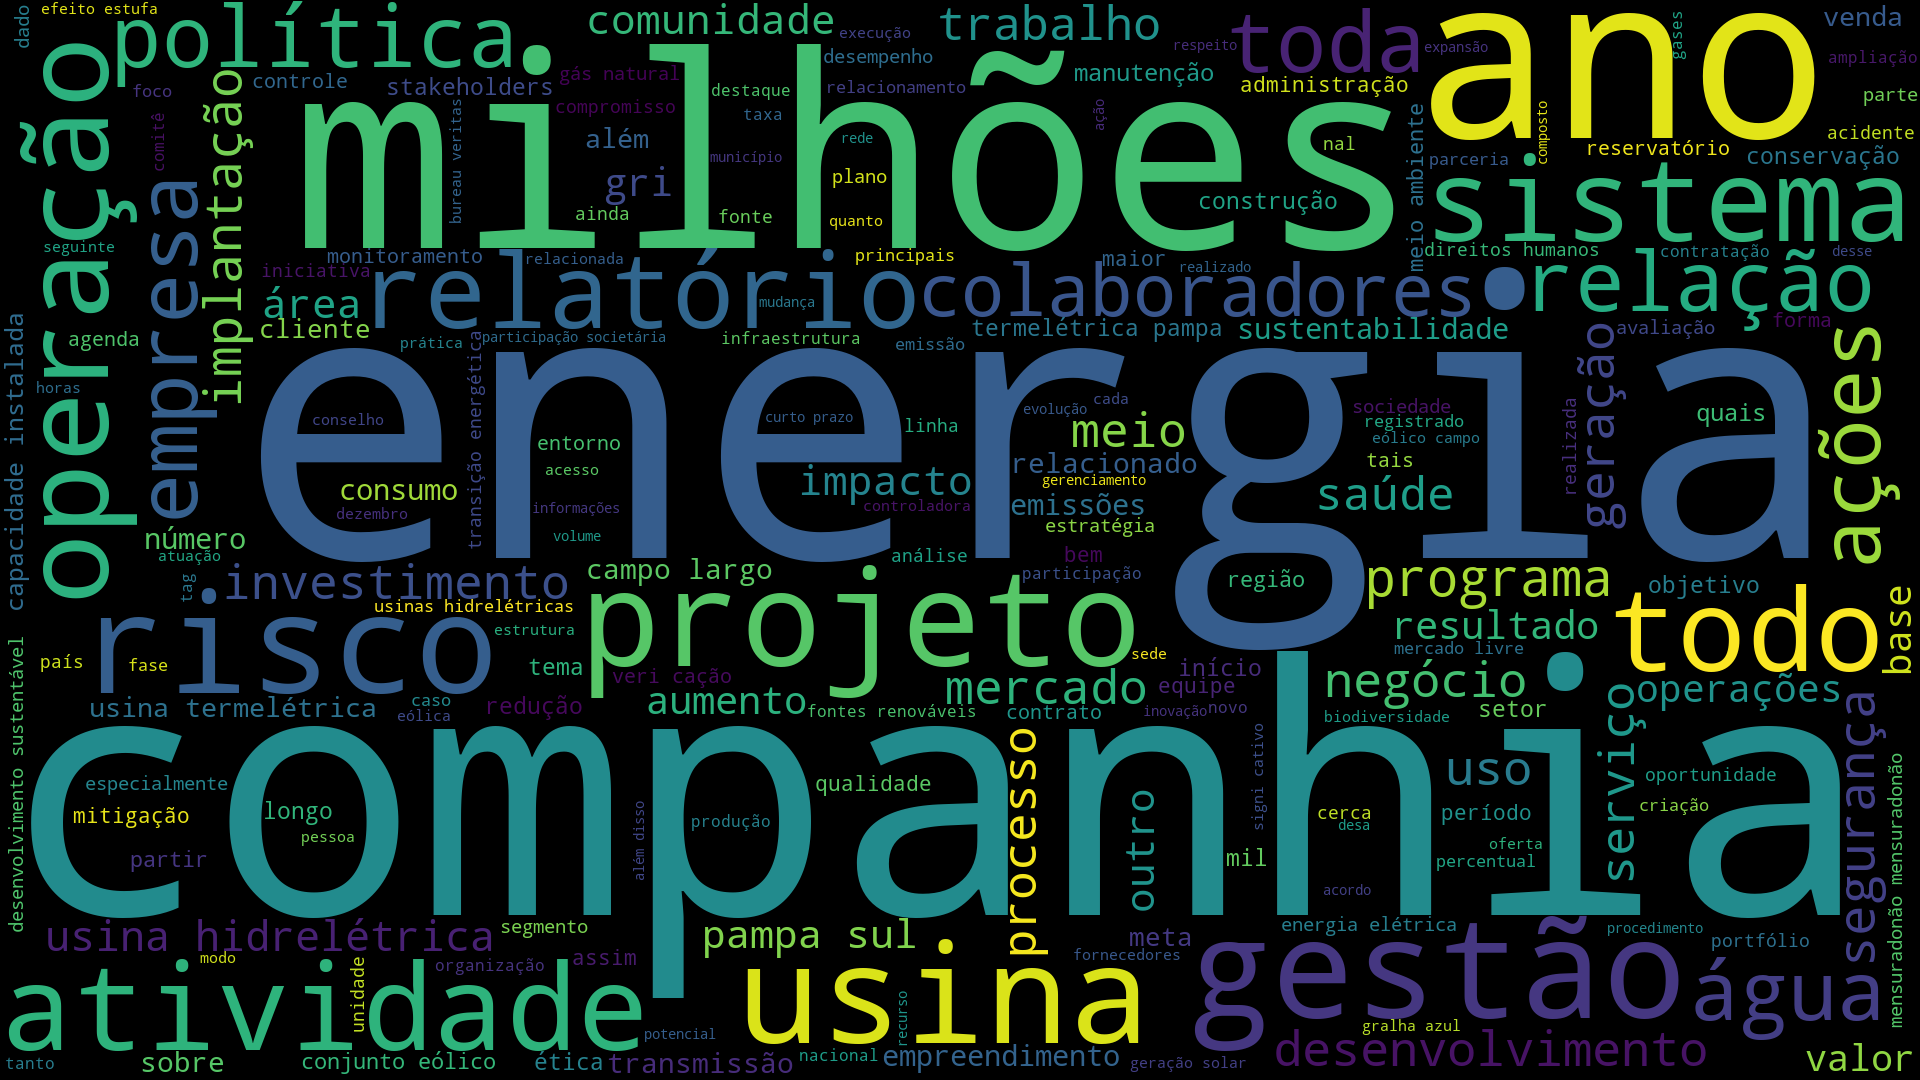 dado
efeito estufa
política
comunidade
execução
trabalho
toda
ano
gases
venda
respeito
expansão
desempenho
ampliação
operação
controle
stakeholders
gás natural
milhões
manutenção
administração
foco
implantação
compromisso
destaque
relacionamento
parte
comitê
bureau veritas
taxa
ação
composto
acidente
além
rede
nal
reservatório
município
meio ambiente
parceria
conservação
empresa
gri
plano
construção
sistema
ainda
fonte
quanto
seguinte
monitoramento
relacionada
principais
maior
direitos humanos
contratação
desse
iniciativa
relatório
realizado
colaboradores
relação
área
mudança
capacidade instalada
agenda
cliente
prática
participação societária
infraestrutura
emissão
termelétrica pampa
sustentabilidade
geração
avaliação
forma
ações
transição energética
energia
horas
conselho
curto prazo
evolução
cada
sociedade
realizada
quais
entorno
linha
meio
registrado
eólico campo
acesso
impacto
relacionado
tais
consumo
gerenciamento
dezembro
informações
controladora
emissões
saúde
número
volume
estratégia
atuação
análise
bem
tag
investimento
campo largo
participação
região
programa
objetivo
usinas hidrelétricas
projeto
todo
base
risco
estrutura
resultado
desenvolvimento sustentável
país
fase
tema
veri cação
sede
início
mercado livre
usina termelétrica
caso
eólica
redução
aumento
fontes renováveis
mercado
contrato
equipe
inovação
novo
negócio
biodiversidade
setor
operações
serviço
segurança
companhia
processo
signi cativo
especialmente
qualidade
uso
oportunidade
mitigação
longo
pessoa
além disso
produção
outro
cerca
desa
período
criação
mensuradonão mensuradonão
partir
mil
oferta
percentual
acordo
usina hidrelétrica
segmento
pampa sul
meta
energia elétrica
procedimento
portfólio
modo
organização
assim
fornecedores
gestão
água
atividade
unidade
usina
recurso
potencial
gralha azul
tanto
sobre
conjunto eólico
ética
transmissão
nacional
empreendimento
geração solar
desenvolvimento
valor